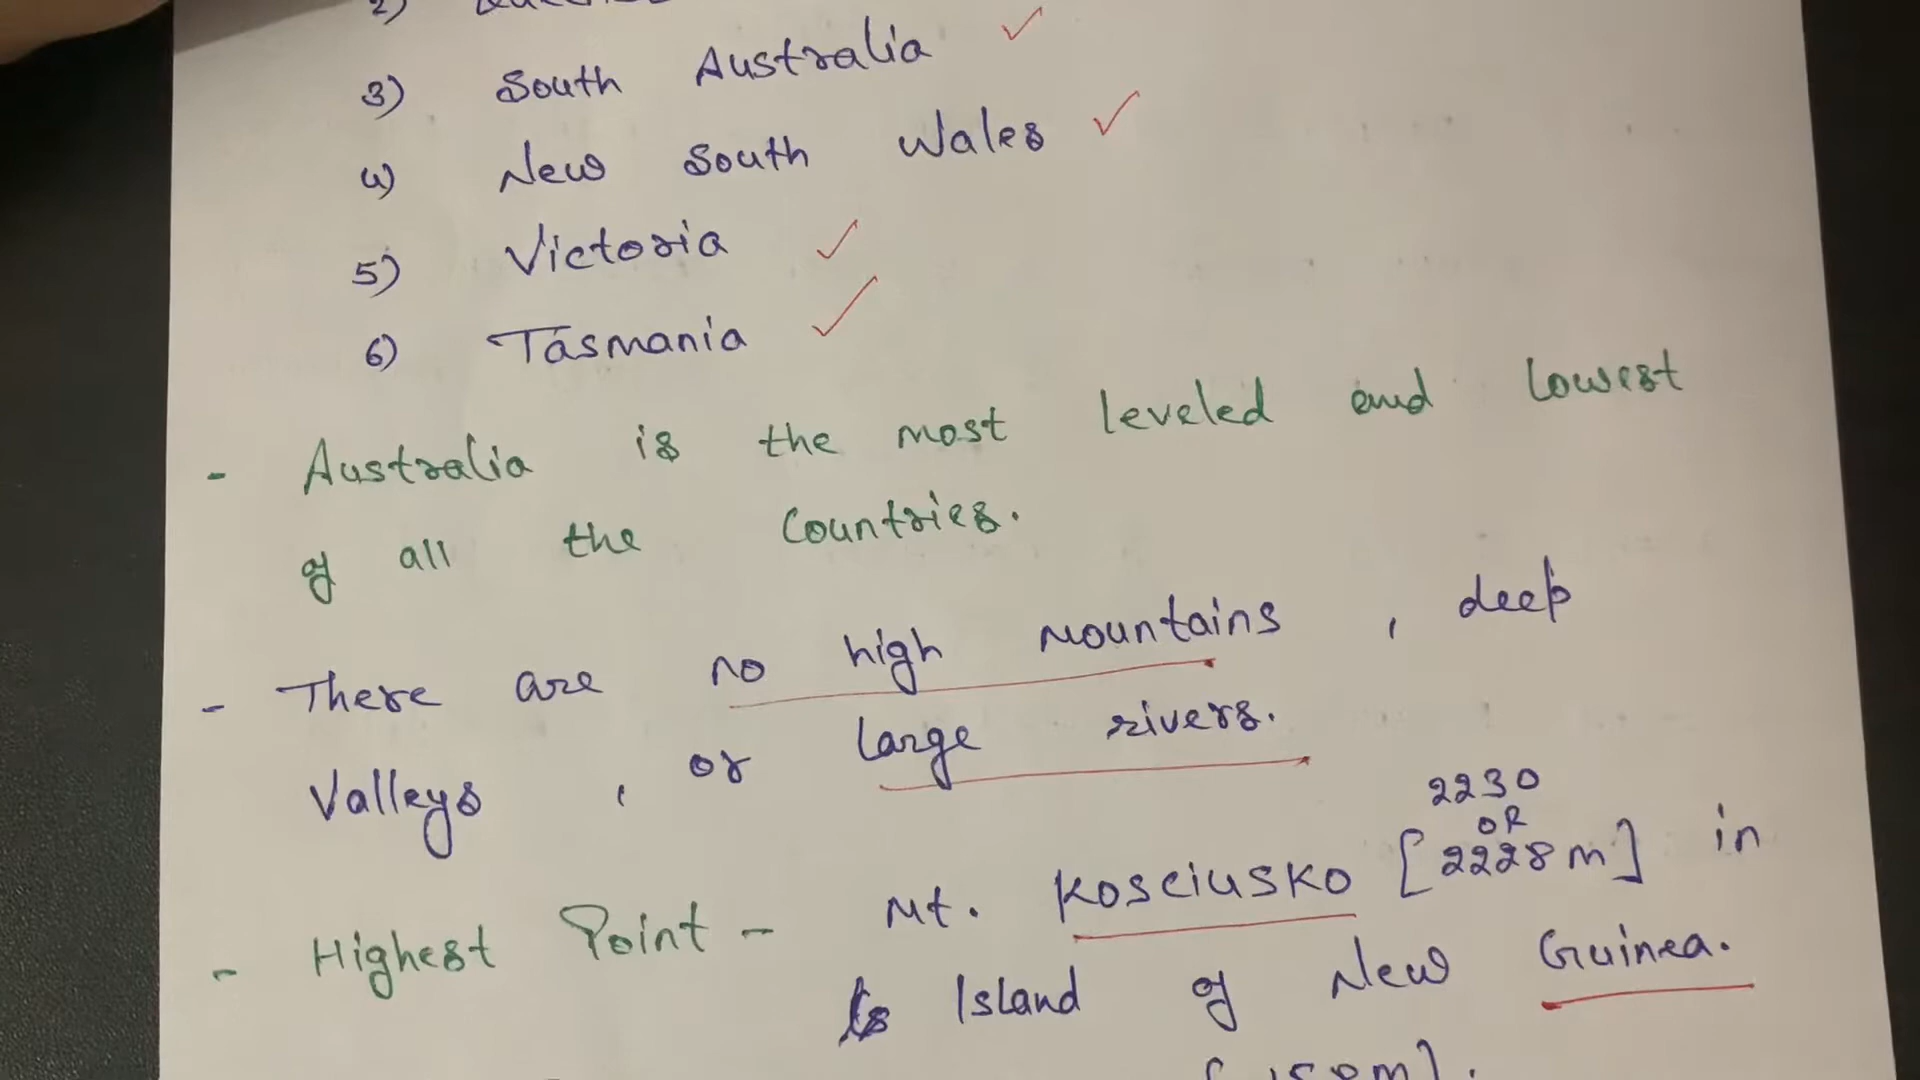 2)
3) South Australia ✓
4) New South Wales ✓
5) Victoria ✓
6) Tasmania ✓
- Australia is the most leveled and lowest
of all the countries.
- There are no high mountains, deep
Valleys, or large rivers.
2230
OR
- Highest Point - Mt. KOSCIUSKO [2228m] in
Island of New Guinea.